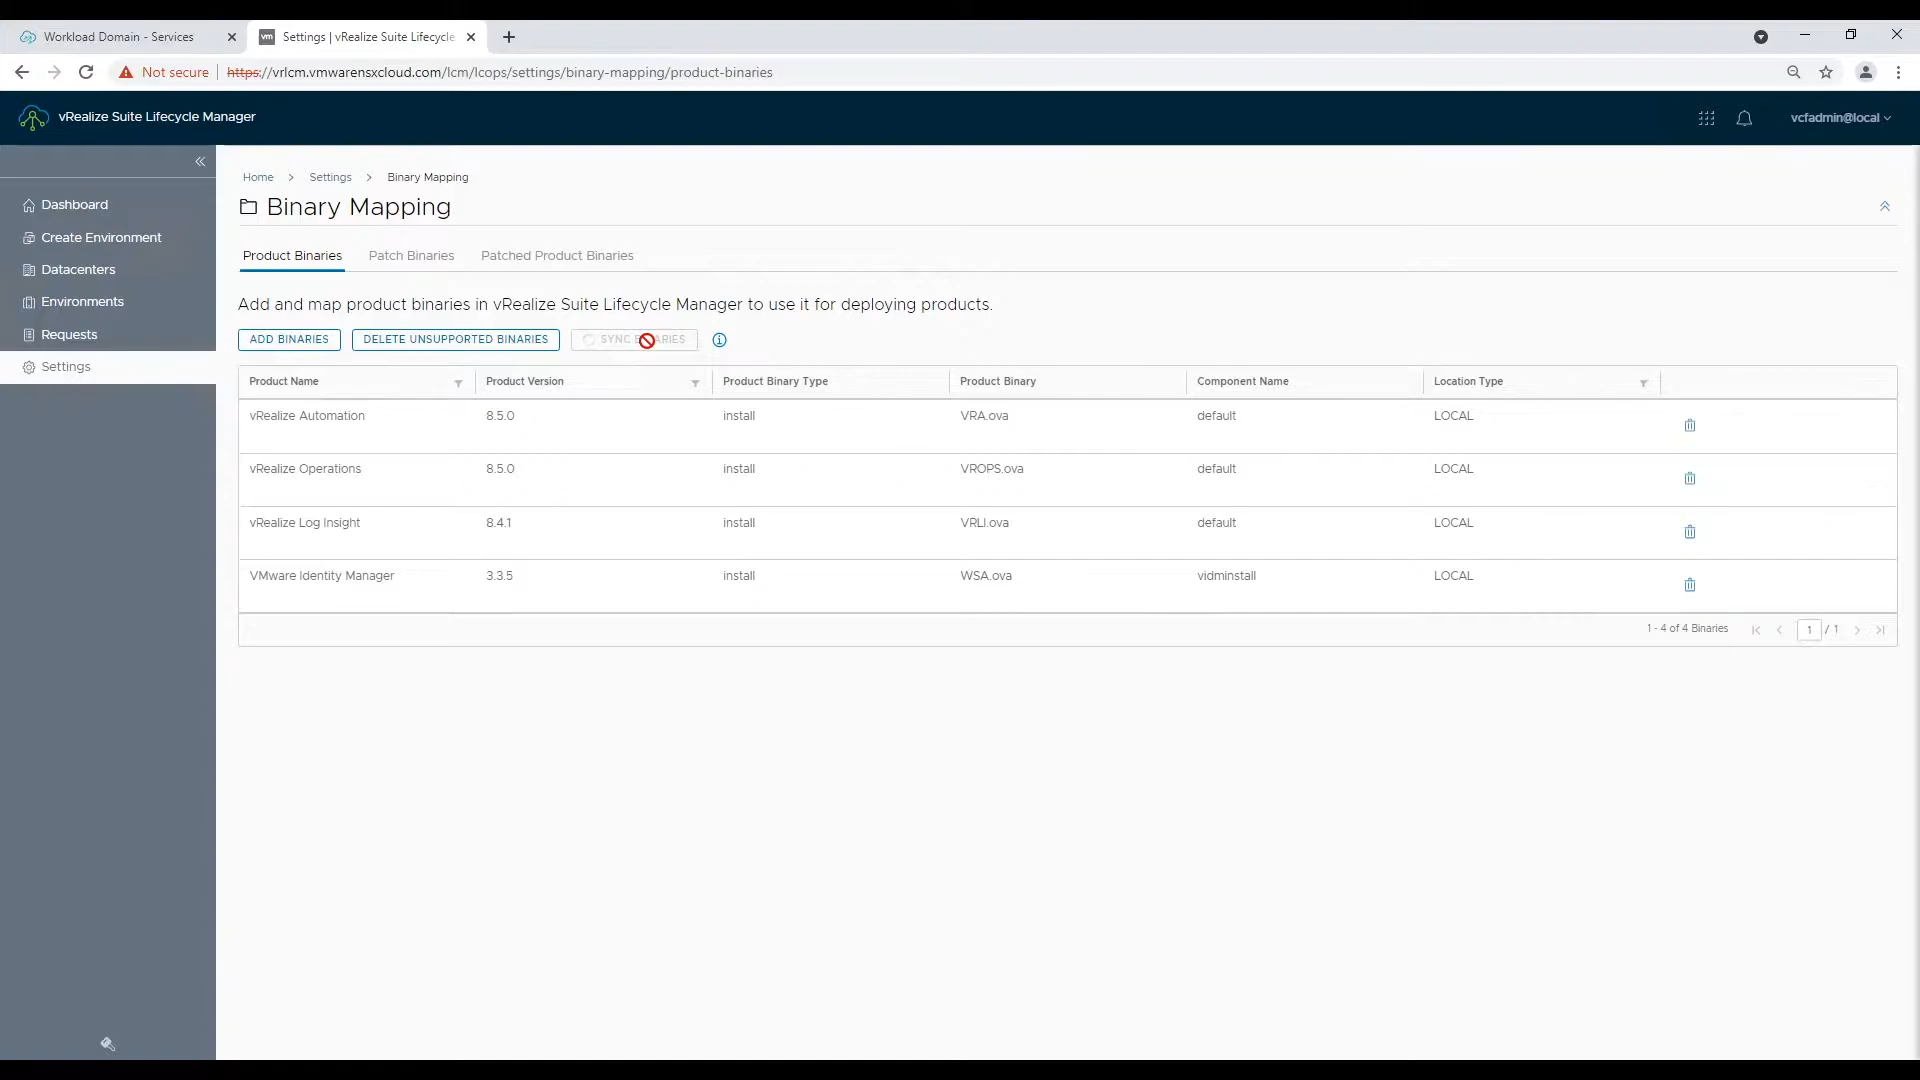 Workload Domain - Services
vm Settings | vRealize Suite Lifecycle
Not secure | https://vrlcm.vmwarensxcloud.com/lcm/lcops/settings/binary-mapping/product-binaries
vRealize Suite Lifecycle Manager
vcfadmin@local
Dashboard
Create Environment
Datacenters
Environments
Requests
Settings
Home > Settings > Binary Mapping
Binary Mapping
Product Binaries Patch Binaries Patched Product Binaries
Add and map product binaries in vRealize Suite Lifecycle Manager to use it for deploying products.
ADD BINARIES DELETE UNSUPPORTED BINARIES SYNC BINARIES
Product Name Product Version Product Binary Type Product Binary Component Name Location Type
vRealize Automation 8.5.0 install VRA.ova default LOCAL
vRealize Operations 8.5.0 install VROPS.ova default LOCAL
vRealize Log Insight 8.4.1 install VRLI.ova default LOCAL
VMware Identity Manager 3.3.5 install WSA.ova vidminstall LOCAL
1 - 4 of 4 Binaries 1 / 1